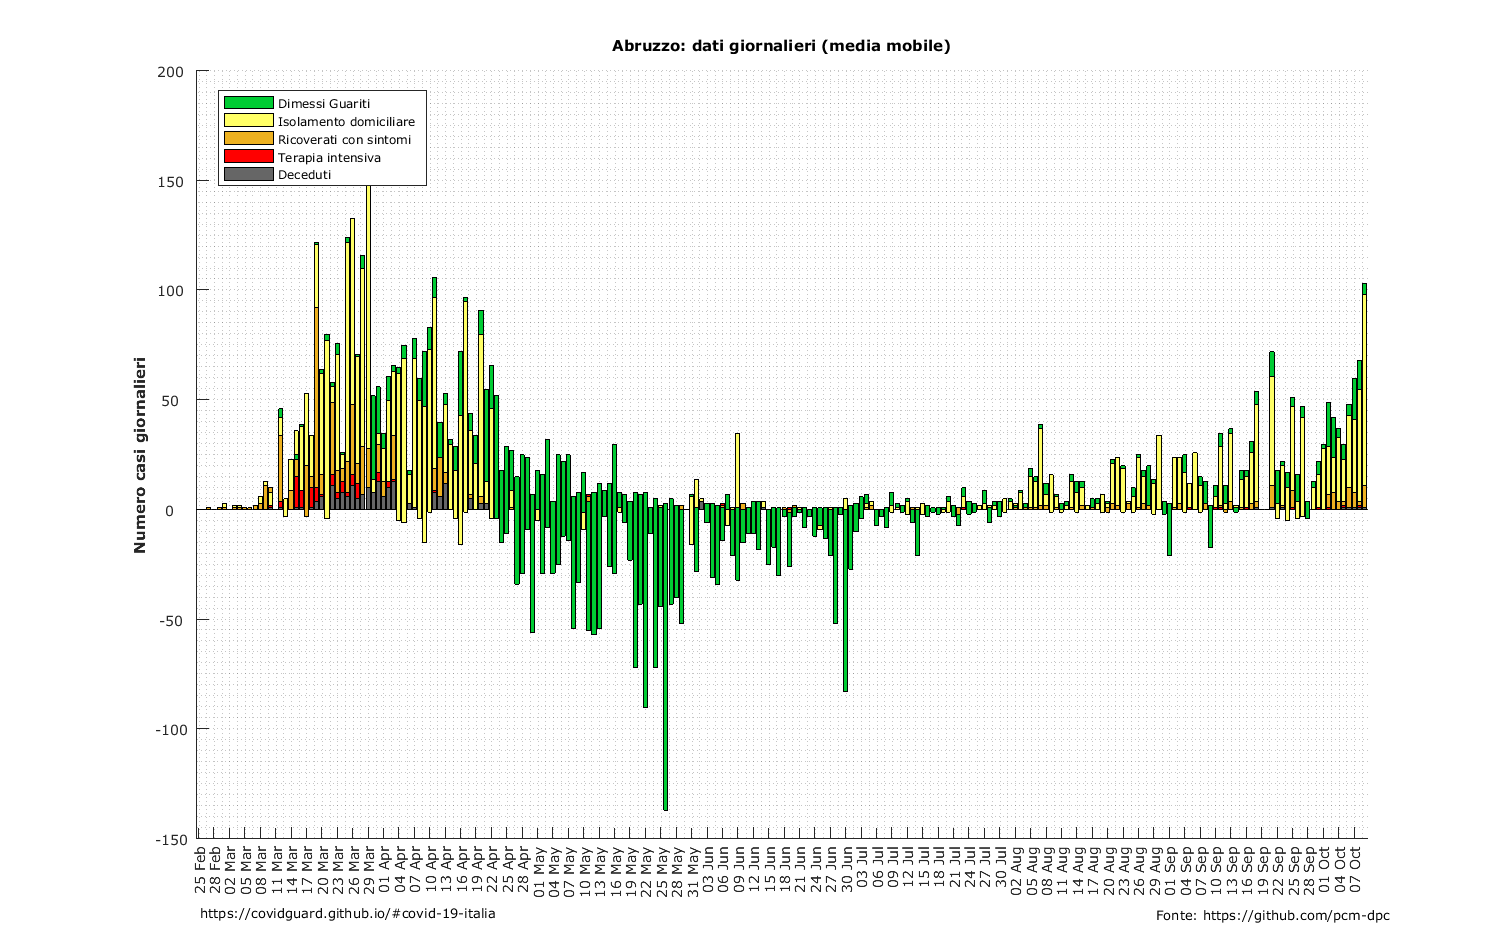 Abruzzo: dati giornalieri (media mobile)
200
150
100
50
0
-50
-100
-150
Numero casi giornalieri
Dimessi Guariti
Isolamento domiciliare
Ricoverati con sintomi
Terapia intensiva
Deceduti
25 Feb
28 Feb
02 Mar
05 Mar
08 Mar
11 Mar
14 Mar
17 Mar
20 Mar
23 Mar
26 Mar
29 Mar
01 Apr
04 Apr
07 Apr
10 Apr
13 Apr
16 Apr
19 Apr
22 Apr
25 Apr
28 Apr
01 May
04 May
07 May
10 May
13 May
16 May
19 May
22 May
25 May
28 May
31 May
03 Jun
06 Jun
09 Jun
12 Jun
15 Jun
18 Jun
21 Jun
24 Jun
27 Jun
30 Jun
03 Jul
06 Jul
09 Jul
12 Jul
15 Jul
18 Jul
21 Jul
24 Jul
27 Jul
30 Jul
02 Aug
05 Aug
08 Aug
11 Aug
14 Aug
17 Aug
20 Aug
23 Aug
26 Aug
29 Aug
01 Sep
04 Sep
07 Sep
10 Sep
13 Sep
16 Sep
19 Sep
22 Sep
25 Sep
28 Sep
01 Oct
04 Oct
07 Oct
https://covidguard.github.io/#covid-19-italia
Fonte: https://github.com/pcm-dpc